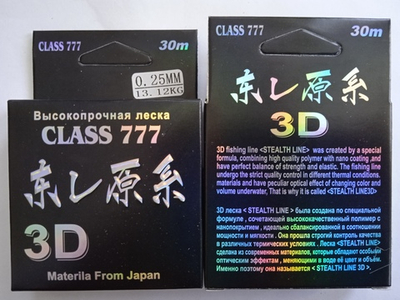 CLASS 777
30m
0.25MM
13.12KG
Высокопрочная леска
CLASS 777
东レ原糸
3D
Materila From Japan
CLASS 777
30m
东レ原系
3D
3D fishing line <STEALTH LINE> was created by a special
formula, combining high quality polymer with nano coating ,and
have perfect balance of strength and elastic. The fishing line
undergo the strict quality control in different thermal conditions.
materials and have peculiar optical effect of changing color and
volume underwater, That is why it is called <STEALTH LINE3D>
3D леска < STEALTH LINE > была создана по специальной
формуле , сочетающей высококачественный полимер с
нанопокрытием , идеально сбалансированной в соотношении
мощности и мягкости . Она прошла строгий контроль качества
в различных термических условиях . Леска <STEALTH LINE>
сделана из современных материалов, которые обладают особыми
оптическим эффектам , меняющими в воде её цвет и объём.
Именно поэтому она называется < STEALTH LINE 3D >.